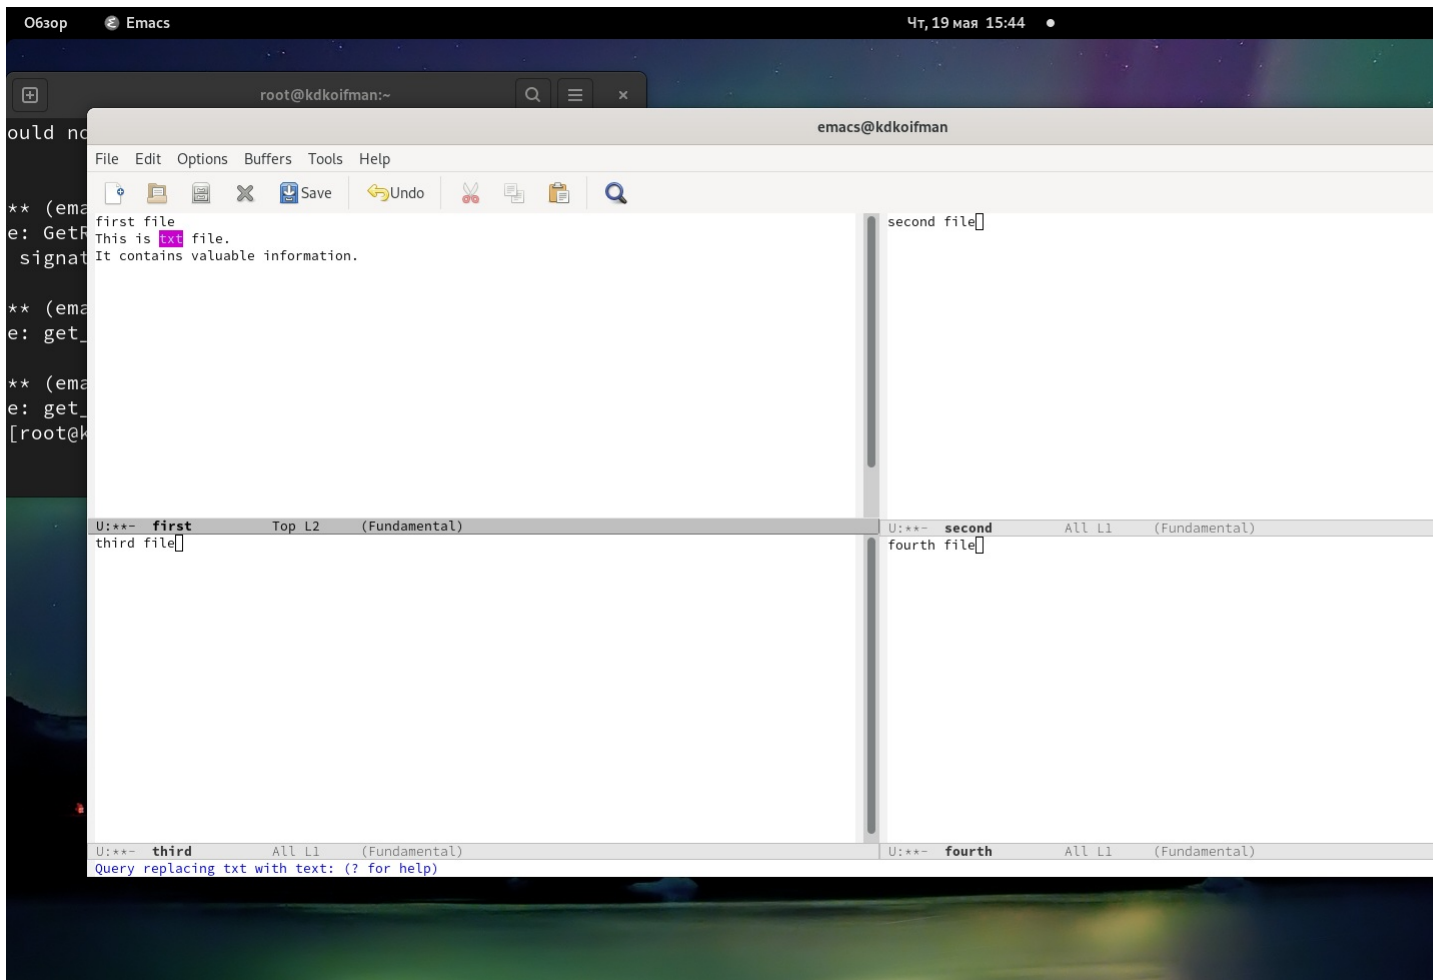 Обзор Emacs Чт, 19 мая 15:44
root@kdkoifman:~
ould no
** (ema
e: GetR
signat
** (ema
e: get_
** (ema
e: get_
[root@k
emacs@kdkoifman
File Edit Options Buffers Tools Help
Save Undo
first file
This is txt file.
It contains valuable information.
U:**- first Top L2 (Fundamental)
second file
U:**- second All L1 (Fundamental)
third file
U:**- third All L1 (Fundamental)
fourth file
U:**- fourth All L1 (Fundamental)
Query replacing txt with text: (? for help)